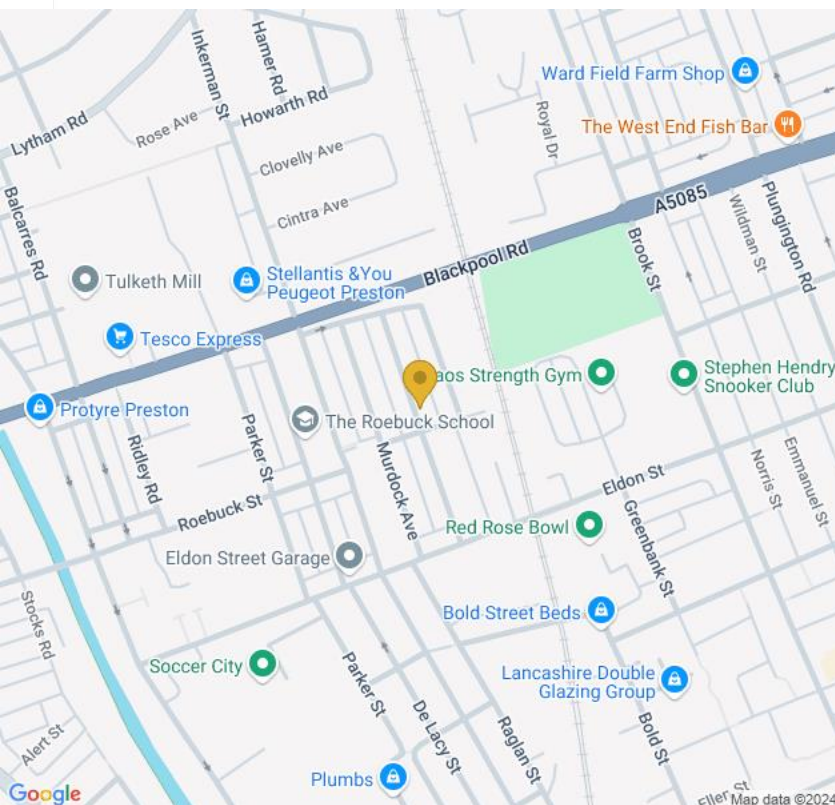 Inkerman St
Hamer Rd
Howarth Rd
Ward Field Farm Shop
Royal Dr
The West End Fish Bar
Lytham Rd
Rose Ave
Clovelly Ave
Balcarres Rd
Cintra Ave
A5085
Wildman St
Plungington Rd
Brook St
Blackpool Rd
Tulketh Mill
Stellantis &You
Peugeot Preston
Tesco Express
aos Strength Gym
Stephen Hendry
Snooker Club
Protyre Preston
Ridley Rd
Parker St
The Roebuck School
Murdock Ave
Roebuck St
Eldon St
Norris St
Emmanuel St
Greenbank St
Red Rose Bowl
Eldon Street Garage
Stocks Rd
Bold Street Beds
Soccer City
Parker St
De Lacy St
Raglan St
Lancashire Double
Glazing Group
Bold St
Alert St
Plumbs
Eller St
Google
Map data ©2024